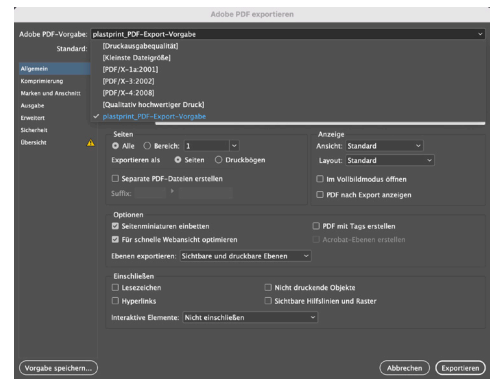 Adobe PDF exportieren
Adobe PDF-Vorgabe: plastprint_PDF-Export-Vorgabe
Standard:
[Druckausgabequalität]
[Kleinste Dateigröße]
[PDF/X-1a:2001]
[PDF/X-3:2002]
[PDF/X-4:2008]
[Qualitativ hochwertiger Druck]
plastprint_PDF-Export-Vorgabe
Allgemein
Komprimierung
Marken und Anschnitt
Ausgabe
Erweitert
Sicherheit
Übersicht
Seiten
Alle Bereich: 1
Exportieren als Seiten Druckbögen
Separate PDF-Dateien erstellen
Suffix:
Anzeige
Ansicht: Standard
Layout: Standard
Im Vollbildmodus öffnen
PDF nach Export anzeigen
Optionen
Seitenminiaturen einbetten
PDF mit Tags erstellen
Für schnelle Webansicht optimieren
Acrobat-Ebenen erstellen
Ebenen exportieren: Sichtbare und druckbare Ebenen
Einschließen
Lesezeichen
Nicht druckende Objekte
Hyperlinks
Sichtbare Hilfslinien und Raster
Interaktive Elemente: Nicht einschließen
Vorgabe speichern...
Abbrechen
Exportieren